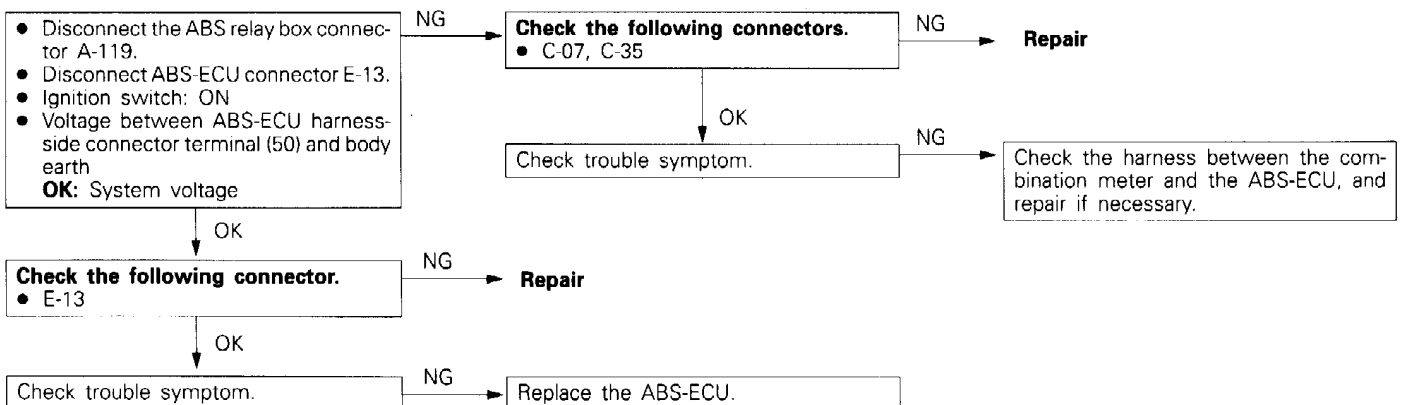 ● Disconnect the ABS relay box connec-
tor A-119.
● Disconnect ABS-ECU connector E-13.
● Ignition switch: ON
● Voltage between ABS-ECU harness-
side connector terminal (50) and body
earth
OK: System voltage
NG
Check the following connectors.
● C-07, C-35
NG
Repair
OK
Check trouble symptom.
NG
Check the harness between the com-
bination meter and the ABS-ECU, and
repair if necessary.
OK
Check the following connector.
● E-13
NG
Repair
OK
Check trouble symptom.
NG
Replace the ABS-ECU.